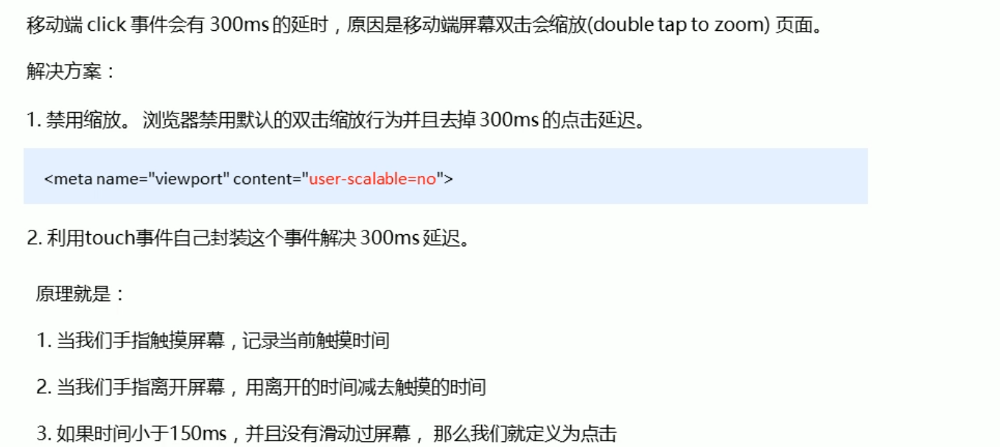 移动端 click 事件会有 300ms 的延时，原因是移动端屏幕双击会缩放(double tap to zoom) 页面。
解决方案：
1. 禁用缩放。 浏览器禁用默认的双击缩放行为并且去掉 300ms 的点击延迟。
<meta name="viewport" content="user-scalable=no">
2. 利用touch事件自己封装这个事件解决 300ms 延迟。
原理就是：
1. 当我们手指触摸屏幕，记录当前触摸时间
2. 当我们手指离开屏幕， 用离开的时间减去触摸的时间
3. 如果时间小于150ms，并且没有滑动过屏幕， 那么我们就定义为点击